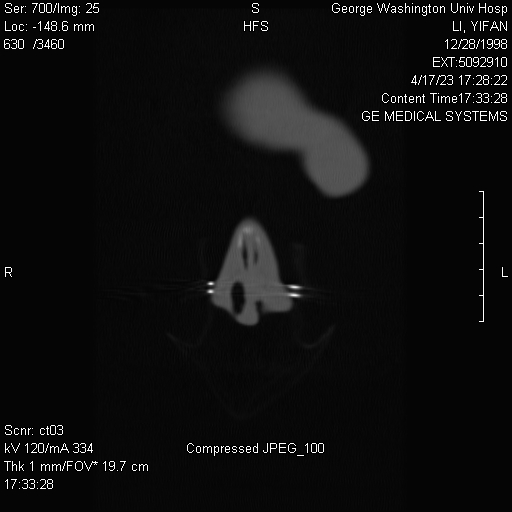 Ser: 700/Img: 25
Loc: -148.6 mm
630 /3460
S
HFS
George Washington Univ Hosp
LI, YIFAN
12/28/1998
EXT:5092910
4/17/23 17:28:22
Content Time17:33:28
GE MEDICAL SYSTEMS
R
L
Scnr: ct03
kV 120/mA 334
Thk 1 mm/FOV* 19.7 cm
17:33:28
Compressed JPEG_100